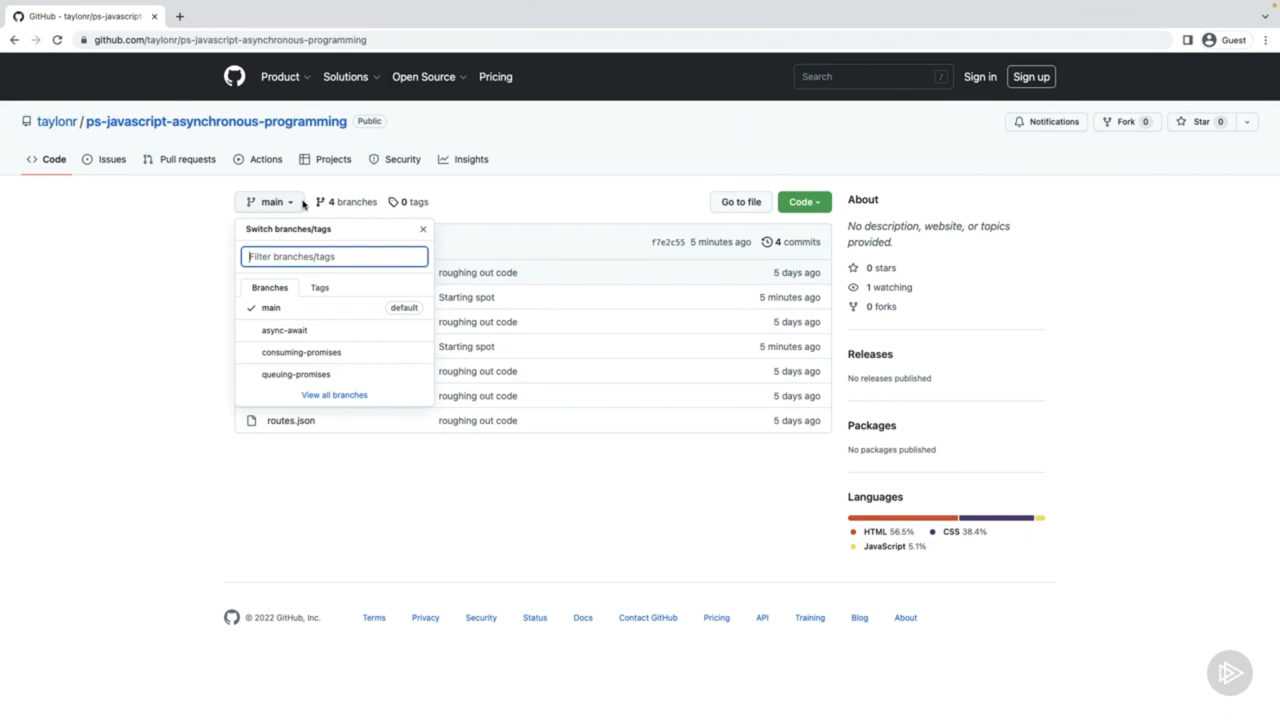 GitHub - taylonr/ps-javascript
github.com/taylonr/ps-javascript-asynchronous-programming
Guest
Product Solutions Open Source Pricing
Search /
Sign in Sign up
taylonr / ps-javascript-asynchronous-programming Public
Notifications Fork 0 Star 0
Code Issues Pull requests Actions Projects Security Insights
main 4 branches 0 tags
Go to file Code
Switch branches/tags
Filter branches/tags
Branches Tags
main default
async-await
consuming-promises
queuing-promises
View all branches
f7e2c55 5 minutes ago 4 commits
roughing out code 5 days ago
Starting spot 5 minutes ago
roughing out code 5 days ago
Starting spot 5 minutes ago
roughing out code 5 days ago
roughing out code 5 days ago
routes.json roughing out code 5 days ago
About
No description, website, or topics
provided.
0 stars
1 watching
0 forks
Releases
No releases published
Packages
No packages published
Languages
HTML 56.5% CSS 38.4%
JavaScript 5.1%
© 2022 GitHub, Inc. Terms Privacy Security Status Docs Contact GitHub Pricing API Training Blog About